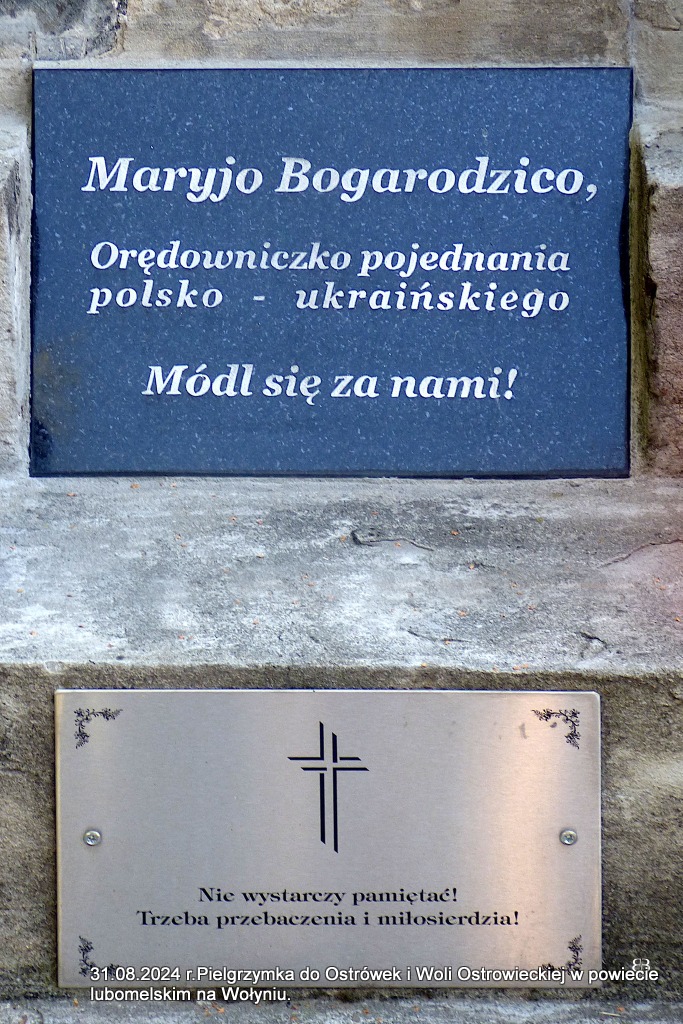 Maryjo Bogarodzico,
Orędowniczko pojednania
polsko - ukraińskiego
Módl się za nami!
Nie wystarczy pamiętać!
Trzeba przebaczenia i miłosierdzia!
31.08.2024 r.Pielgrzymka do Ostrówek i Woli Ostrowieckiej w powiecie
lubomelskim na Wołyniu.